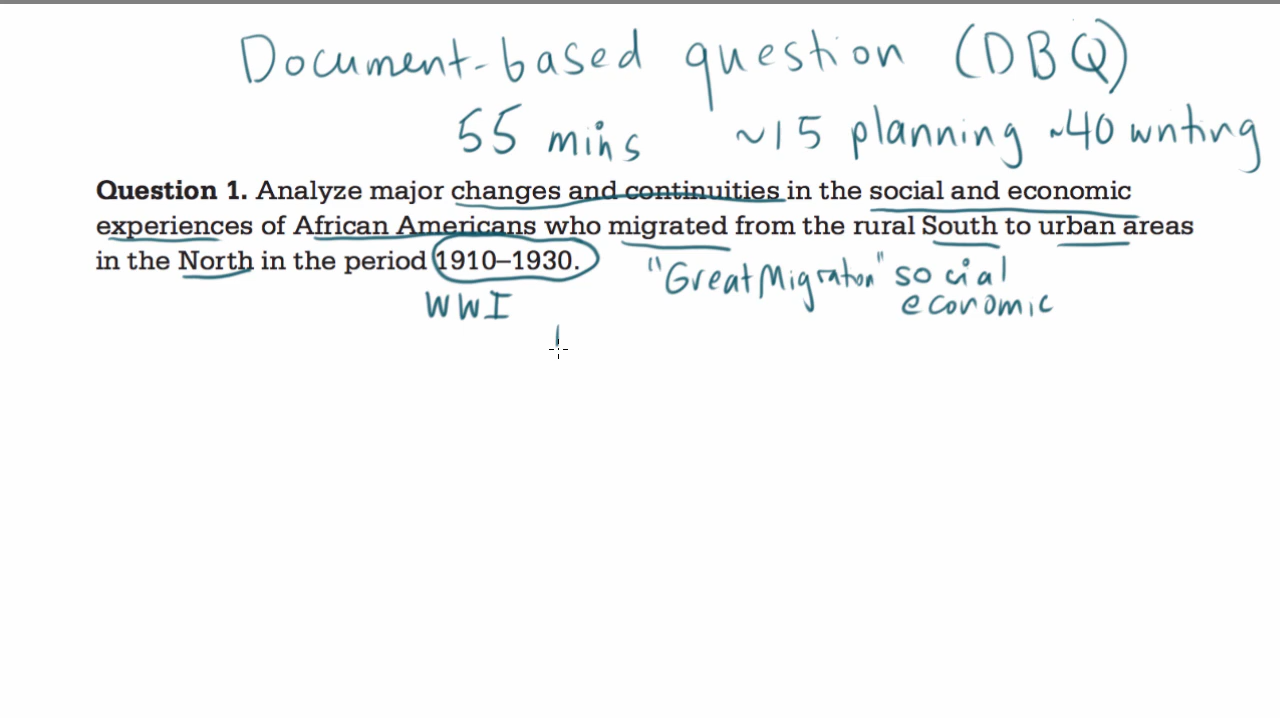 Document-based question (DBQ)
55 mins ~15 planning ~40 writing
Question 1. Analyze major changes and continuities in the social and economic
experiences of African Americans who migrated from the rural South to urban areas
in the North in the period 1910–1930.
"Great Migration" social
WWI economic